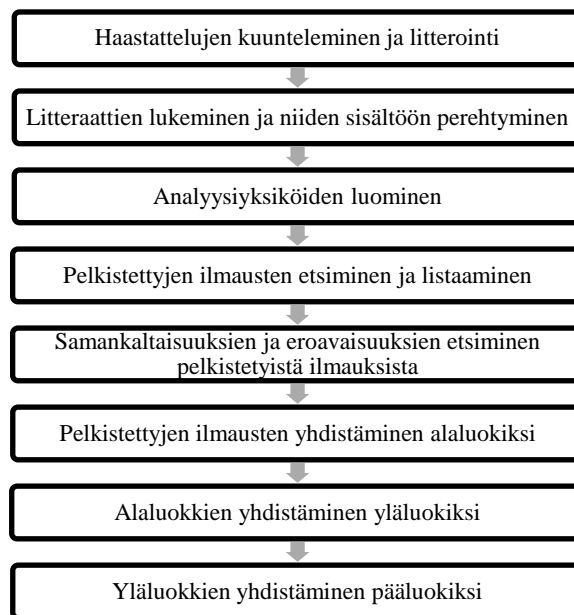 Haastattelujen kuunteleminen ja litterointi
Litteraattien lukeminen ja niiden sisältöön perehtyminen
Analyysiyksiköiden luominen
Pelkistettyjen ilmausten etsiminen ja listaaminen
Samankaltaisuuksien ja eroavaisuuksien etsiminen
pelkistetyistä ilmauksista
Pelkistettyjen ilmausten yhdistäminen alaluokiksi
Alaluokkien yhdistäminen yläluokiksi
Yläluokkien yhdistäminen pääluokiksi